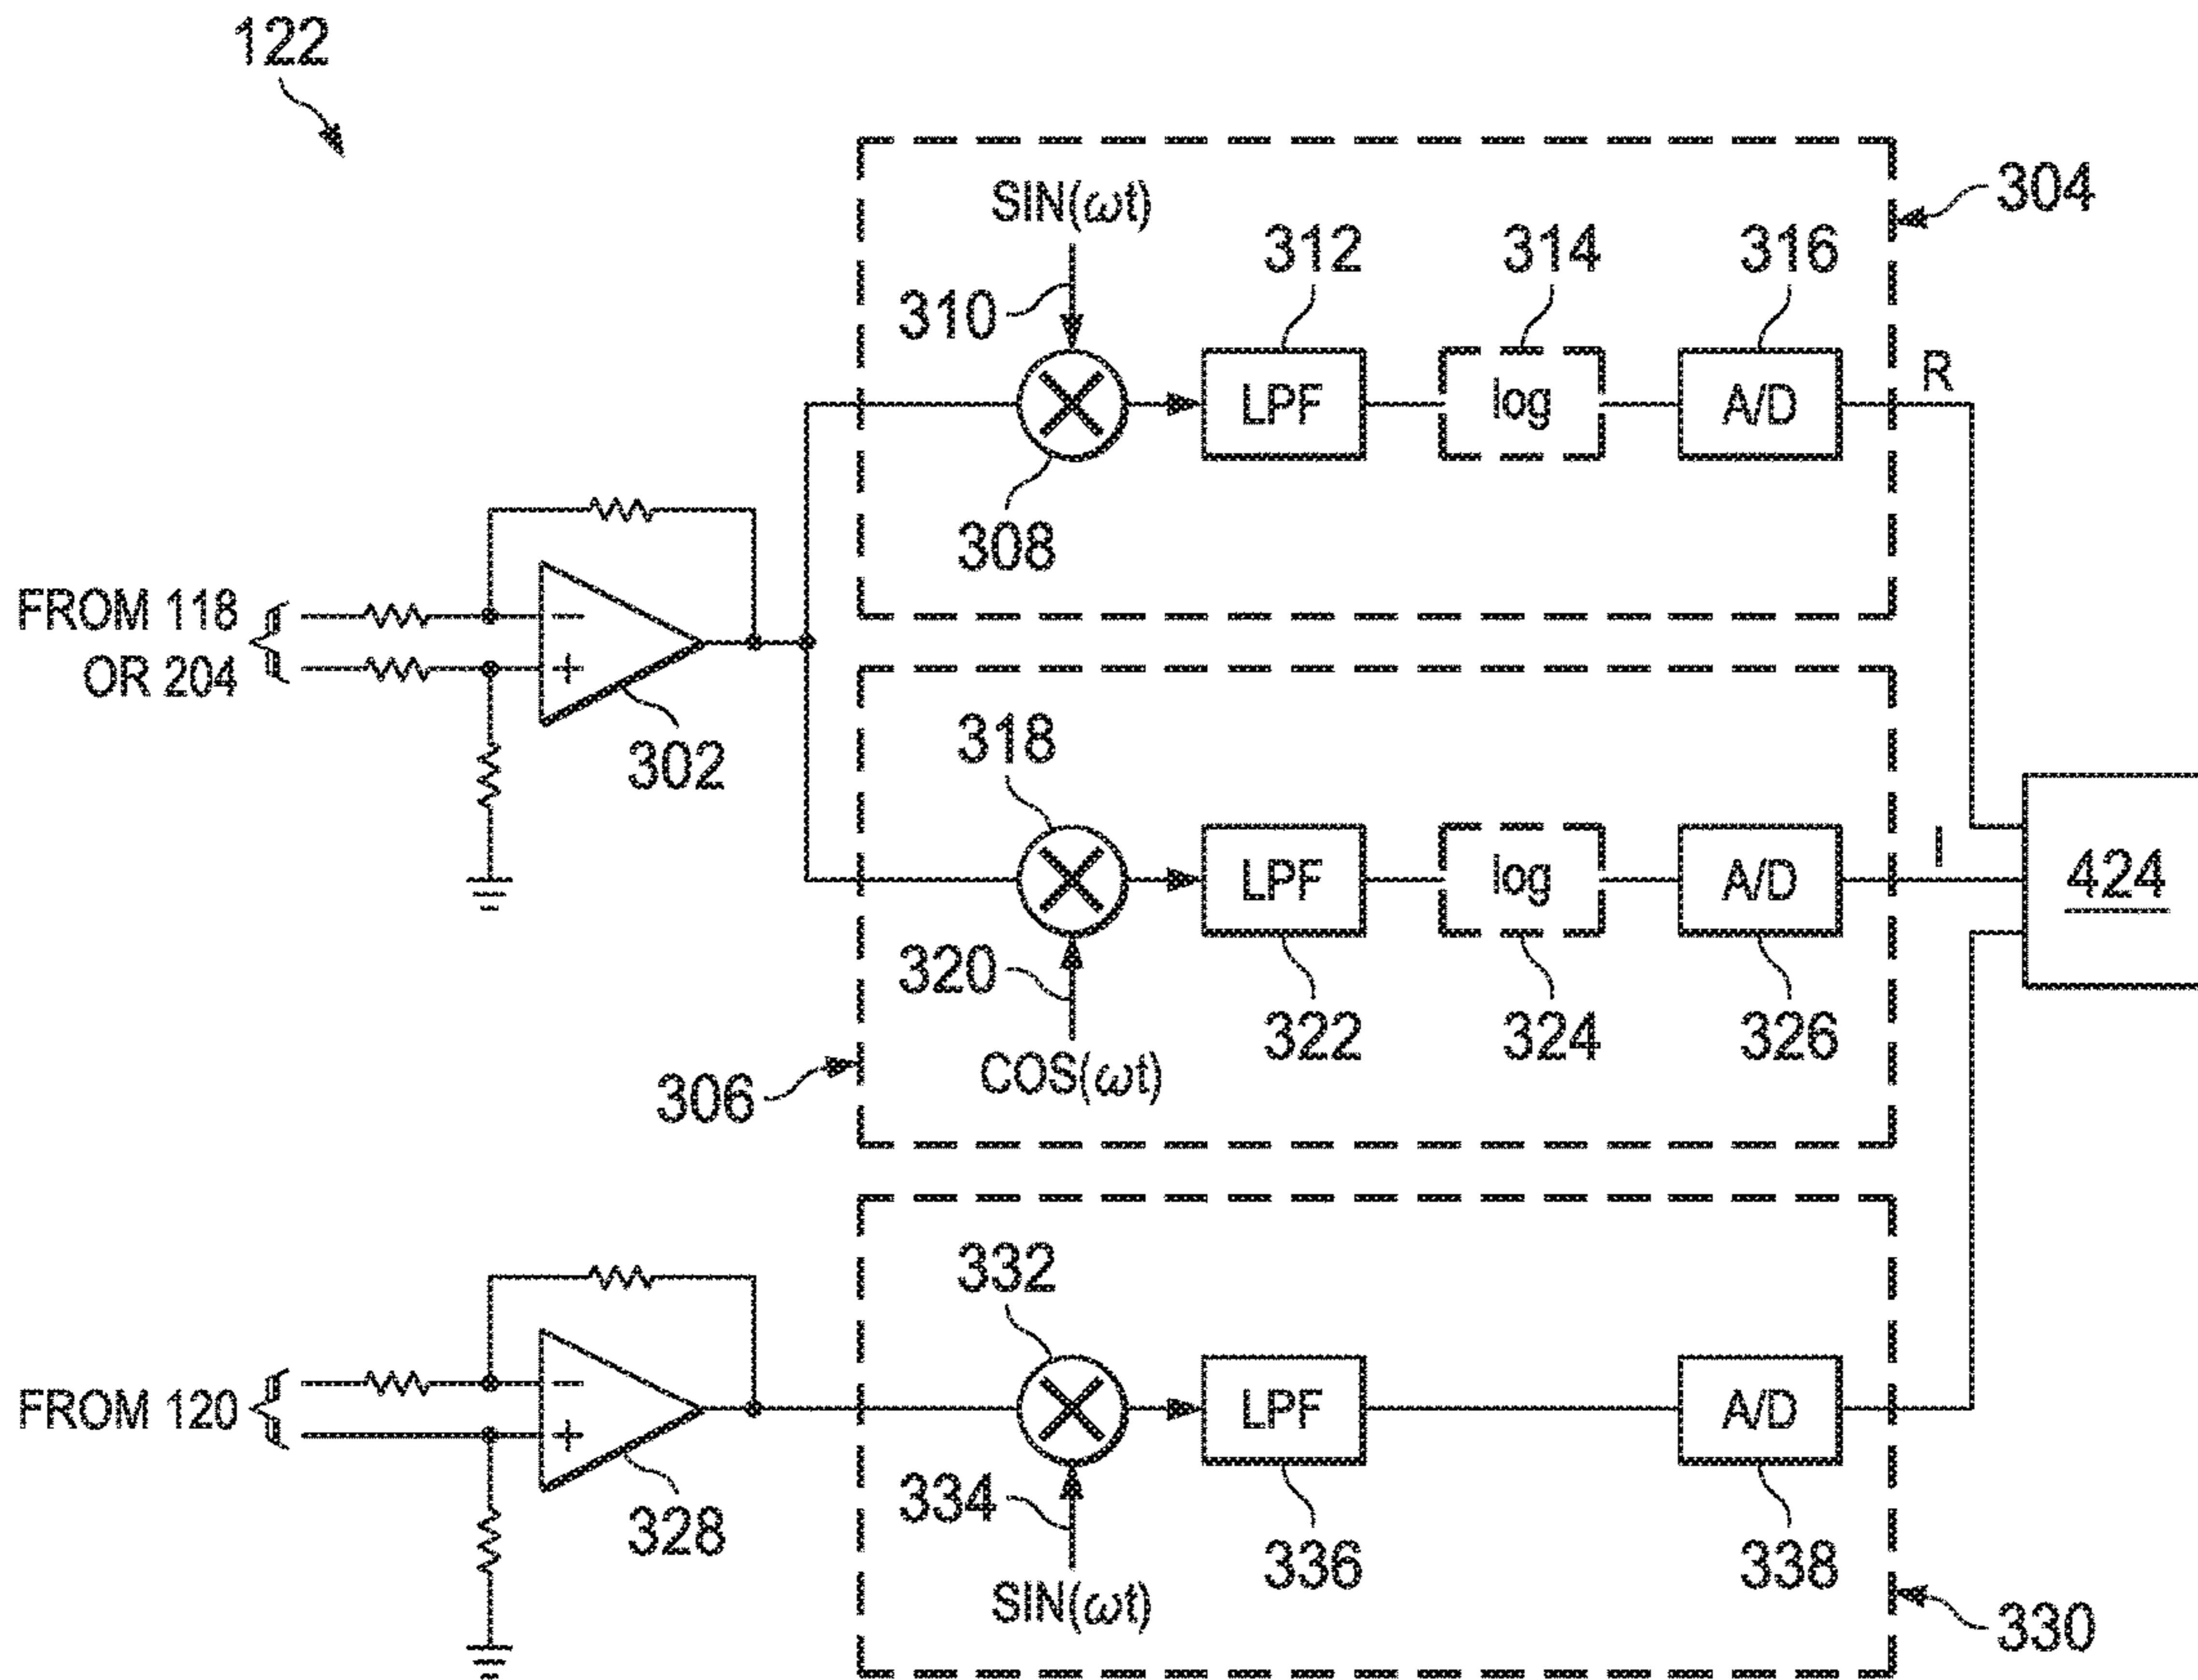 122
304
SIN(ωt)
312
314
316
310
R
LPF
log
A/D
308
FROM 118
OR 204
−
+
302
318
I
LPF
log
A/D
424
320
322
324
326
COS(ωt)
306
332
FROM 120
−
+
LPF
A/D
328
334
336
338
SIN(ωt)
330